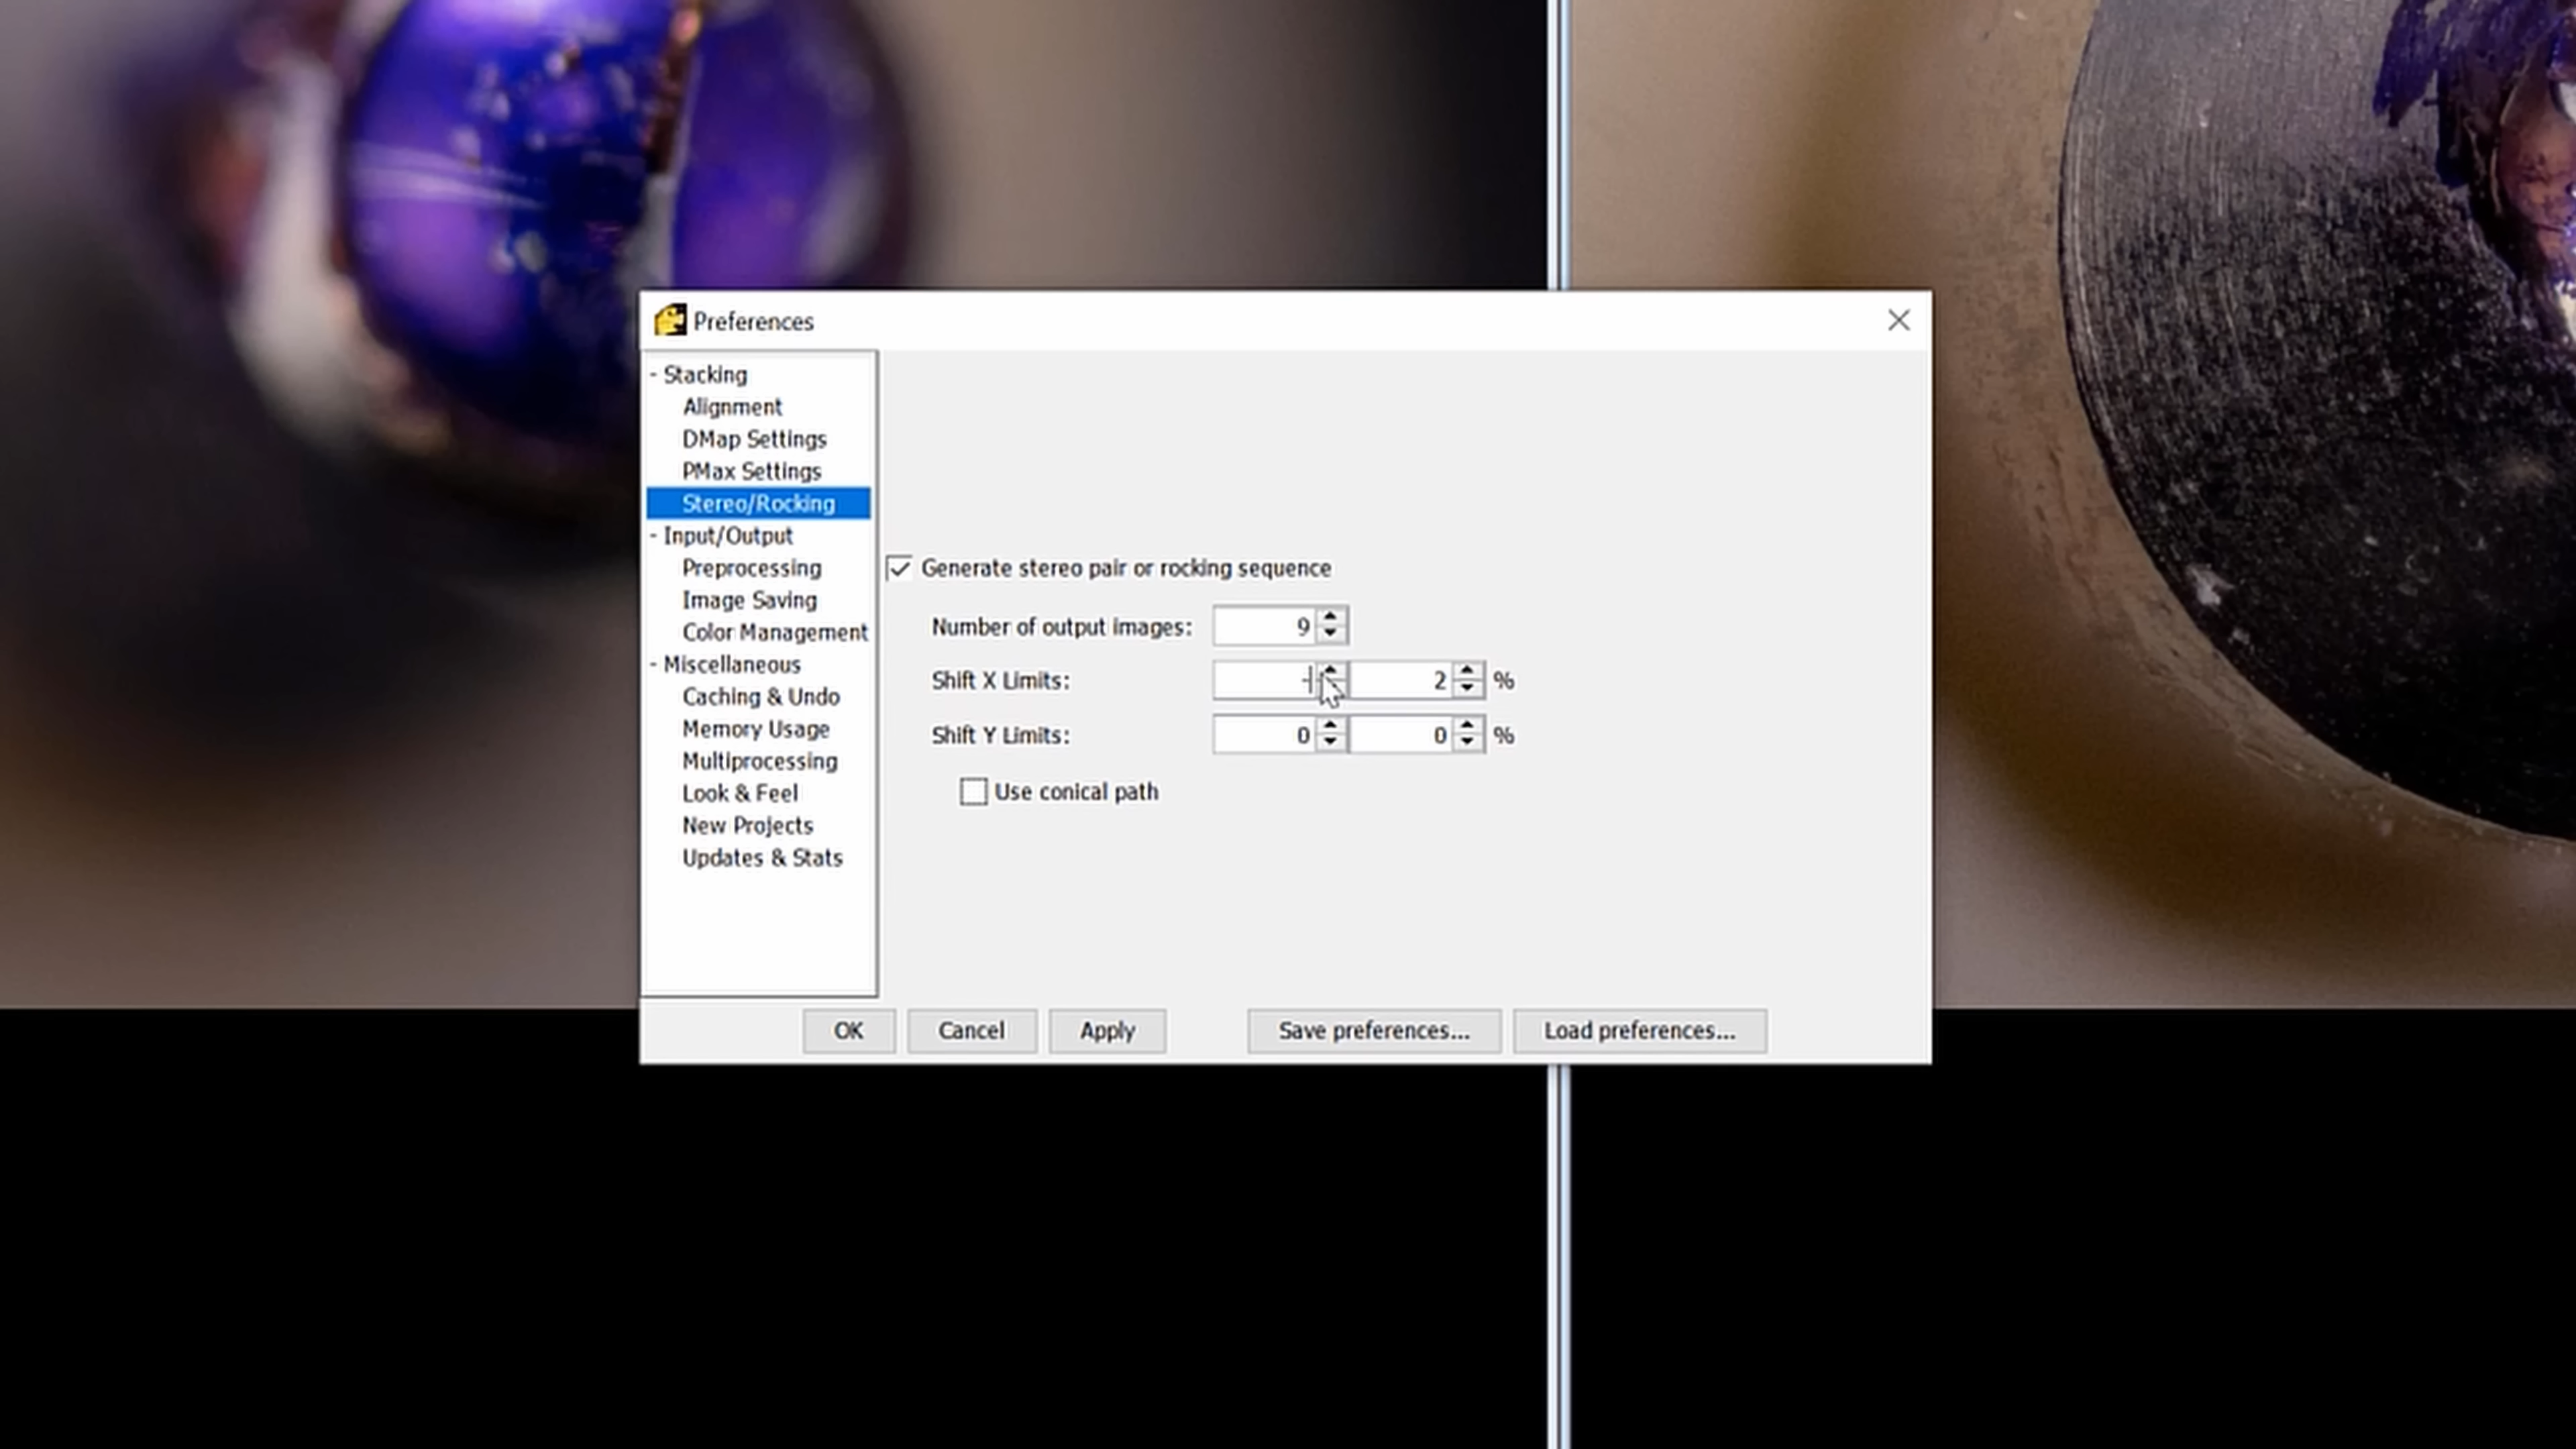 Preferences
- Stacking
Alignment
DMap Settings
PMax Settings
Stereo/Rocking
- Input/Output
Preprocessing
Image Saving
Color Management
- Miscellaneous
Caching & Undo
Memory Usage
Multiprocessing
Look & Feel
New Projects
Updates & Stats
Generate stereo pair or rocking sequence
Number of output images: 9
Shift X Limits: - 2 %
Shift Y Limits: 0 0 %
Use conical path
OK Cancel Apply Save preferences... Load preferences...